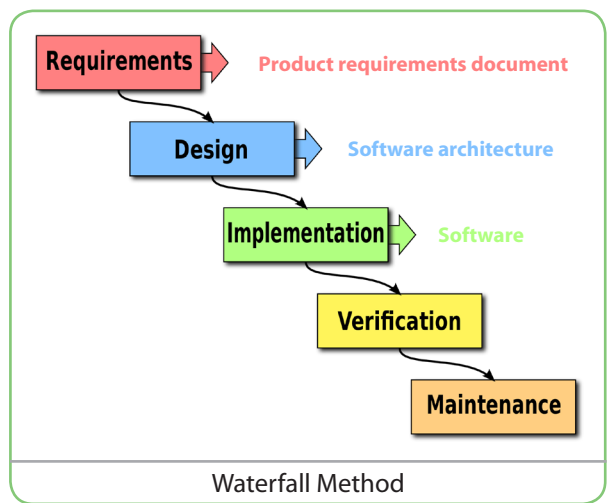 Requirements
Product requirements document
Design
Software architecture
Implementation
Software
Verification
Maintenance
Waterfall Method